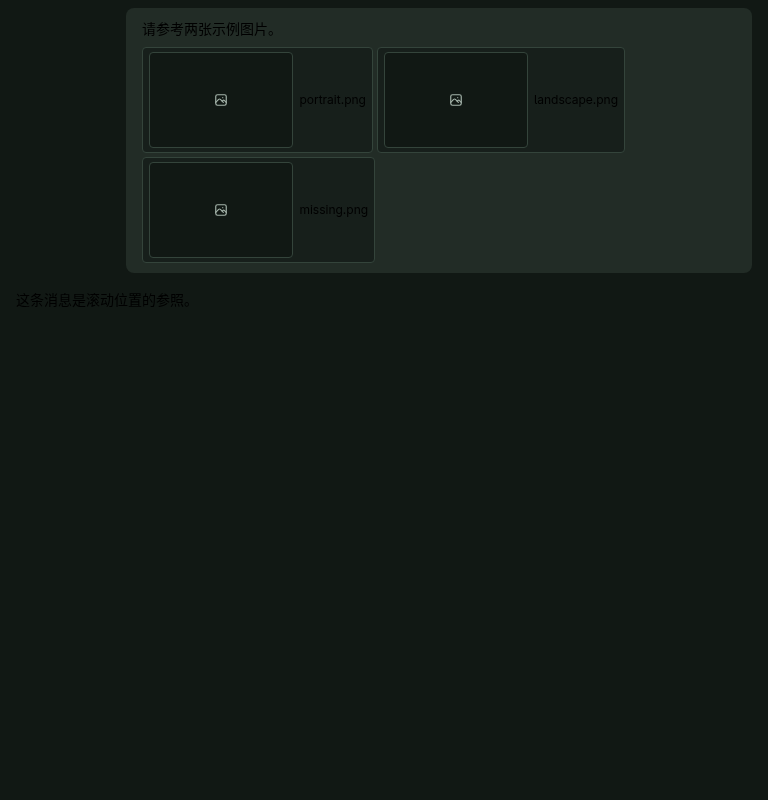 请参考两张示例图片。
portrait.png
landscape.png
missing.png
这条消息是滚动位置的参照。